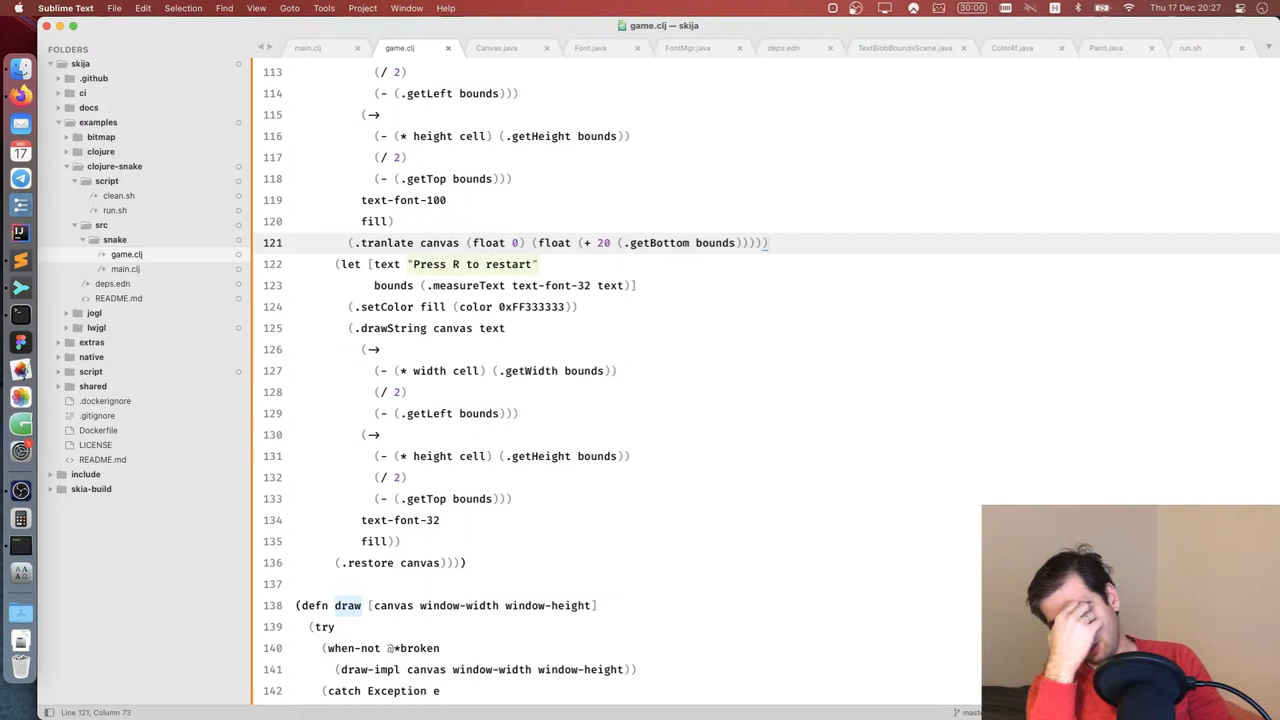 Sublime Text File Edit Selection Find View Goto Tools Project Window Help
30:00 Thu 17 Dec 20:27
game.clj — skija
FOLDERS
skija
.github
ci
docs
examples
bitmap
clojure
clojure-snake
script
clean.sh
run.sh
src
snake
game.clj
main.clj
deps.edn
README.md
jogl
lwjgl
extras
native
script
shared
.dockerignore
.gitignore
Dockerfile
LICENSE
README.md
include
skia-build
main.clj game.clj Canvas.java Font.java FontMgr.java deps.edn TextBlobBoundsScene.java Color4f.java Paint.java run.sh
113 (/ 2)
114 (- (.getLeft bounds)))
115 (->
116 (- (* height cell) (.getHeight bounds))
117 (/ 2)
118 (- (.getTop bounds)))
119 text-font-100
120 fill)
121 (.tranlate canvas (float 0) (float (+ 20 (.getBottom bounds)))))
122 (let [text "Press R to restart"
123 bounds (.measureText text-font-32 text)]
124 (.setColor fill (color 0xFF333333))
125 (.drawString canvas text
126 (->
127 (- (* width cell) (.getWidth bounds))
128 (/ 2)
129 (- (.getLeft bounds)))
130 (->
131 (- (* height cell) (.getHeight bounds))
132 (/ 2)
133 (- (.getTop bounds)))
134 text-font-32
135 fill))
136 (.restore canvas))))
137
138 (defn draw [canvas window-width window-height]
139 (try
140 (when-not @*broken
141 (draw-impl canvas window-width window-height))
142 (catch Exception e
Line 121, Column 73